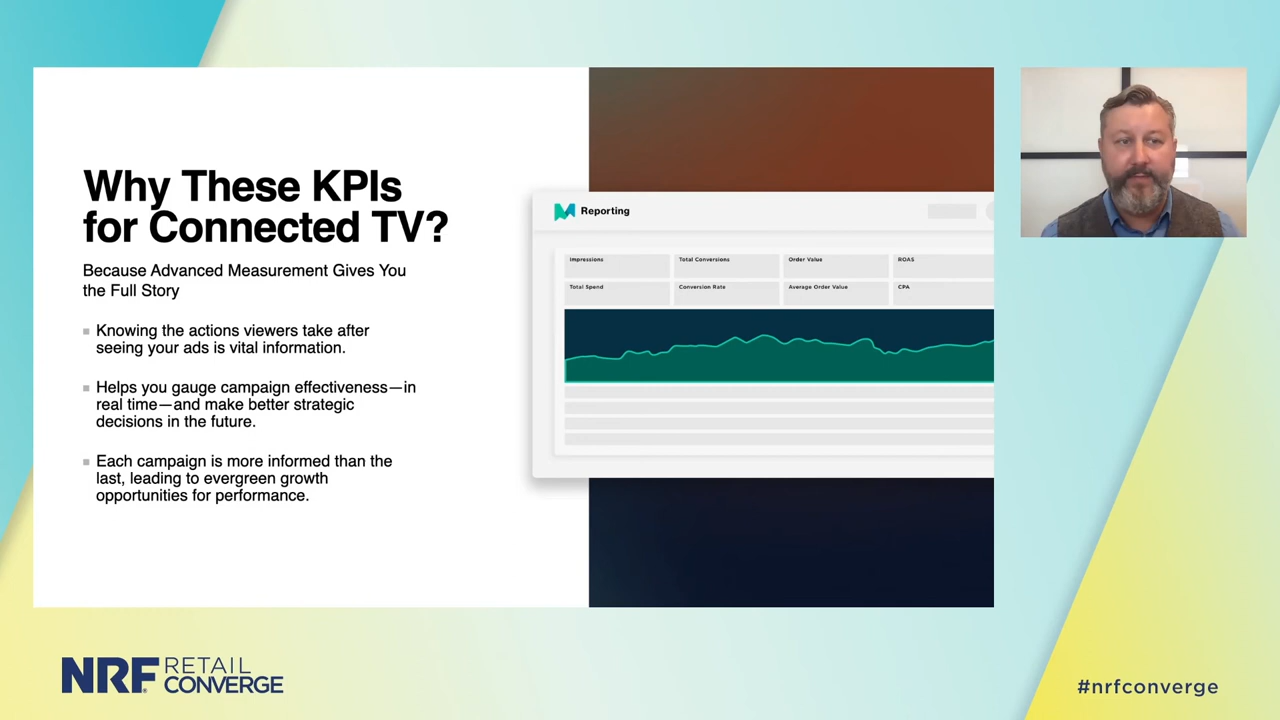 Why These KPIs
for Connected TV?
Because Advanced Measurement Gives You
the Full Story
Knowing the actions viewers take after
seeing your ads is vital information.
Helps you gauge campaign effectiveness—in
real time—and make better strategic
decisions in the future.
Each campaign is more informed than the
last, leading to evergreen growth
opportunities for performance.
Reporting
Impressions
Total Conversions
Order Value
ROAS
Total Spend
Conversion Rate
Average Order Value
CPA
NRF RETAIL
CONVERGE
#nrfconverge